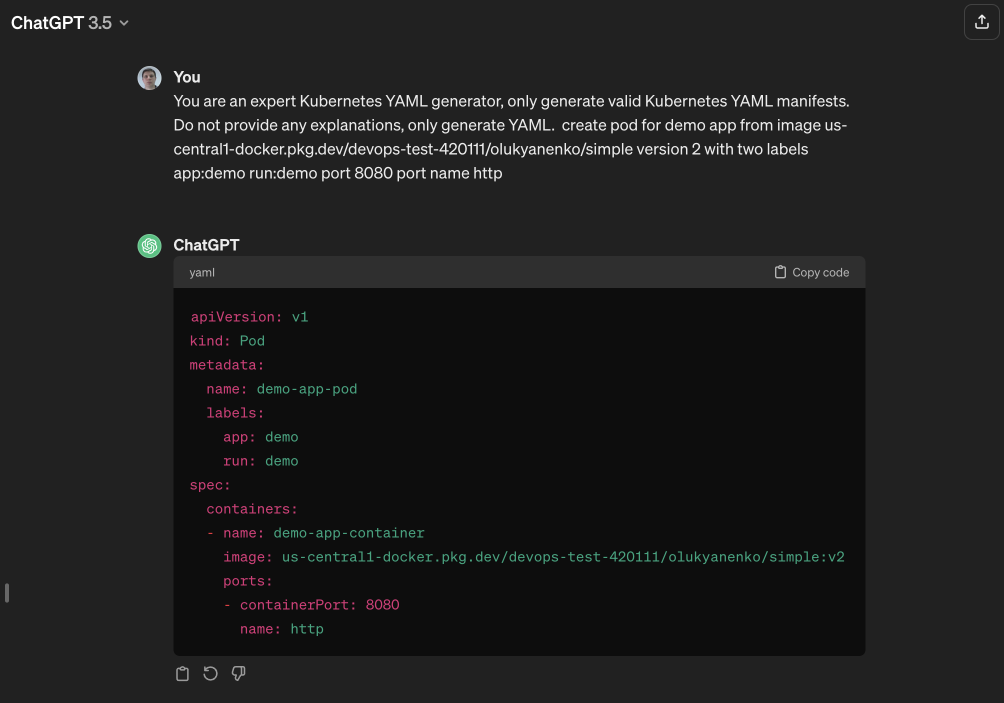 ChatGPT 3.5
You
You are an expert Kubernetes YAML generator, only generate valid Kubernetes YAML manifests.
Do not provide any explanations, only generate YAML.  create pod for demo app from image us-
central1-docker.pkg.dev/devops-test-420111/olukyanenko/simple version 2 with two labels
app:demo run:demo port 8080 port name http
ChatGPT
yaml Copy code
apiVersion: v1
kind: Pod
metadata:
  name: demo-app-pod
  labels:
    app: demo
    run: demo
spec:
  containers:
  - name: demo-app-container
    image: us-central1-docker.pkg.dev/devops-test-420111/olukyanenko/simple:v2
    ports:
    - containerPort: 8080
      name: http